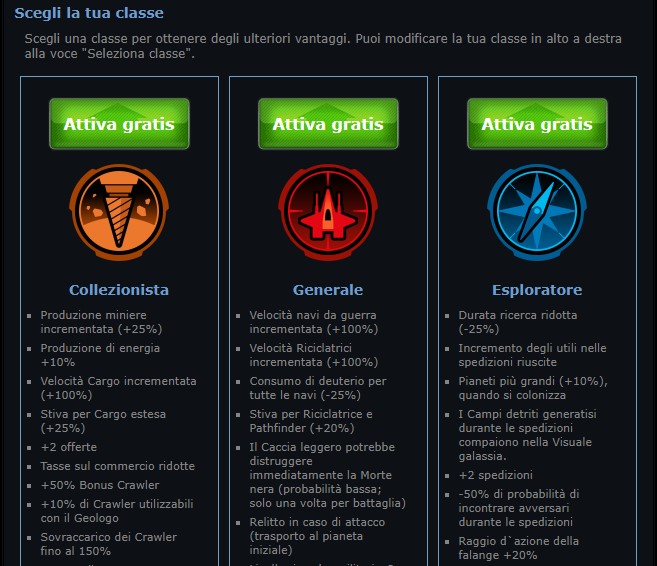 Scegli la tua classe
Scegli una classe per ottenere degli ulteriori vantaggi. Puoi modificare la tua classe in alto a destra
alla voce "Seleziona classe".
Attiva gratis
Collezionista
Produzione miniere
incrementata (+25%)
Produzione di energia
+10%
Velocità Cargo incrementata
(+100%)
Stiva per Cargo estesa
(+25%)
+2 offerte
Tasse sul commercio ridotte
+50% Bonus Crawler
+10% di Crawler utilizzabili
con il Geologo
Sovraccarico dei Crawler
fino al 150%
Attiva gratis
Generale
Velocità navi da guerra
incrementata (+100%)
Velocità Riciclatrici
incrementata (+100%)
Consumo di deuterio per
tutte le navi (-25%)
Stiva per Riciclatrice e
Pathfinder (+20%)
Il Caccia leggero potrebbe
distruggere
immediatamente la Morte
nera (probabilità bassa;
solo una volta per battaglia)
Relitto in caso di attacco
(trasporto al pianeta
iniziale)
Attiva gratis
Esploratore
Durata ricerca ridotta
(-25%)
Incremento degli utili nelle
spedizioni riuscite
Pianeti più grandi (+10%),
quando si colonizza
I Campi detriti generatisi
durante le spedizioni
compaiono nella Visuale
galassia.
+2 spedizioni
-50% di probabilità di
incontrare avversari
durante le spedizioni
Raggio d`azione della
falange +20%